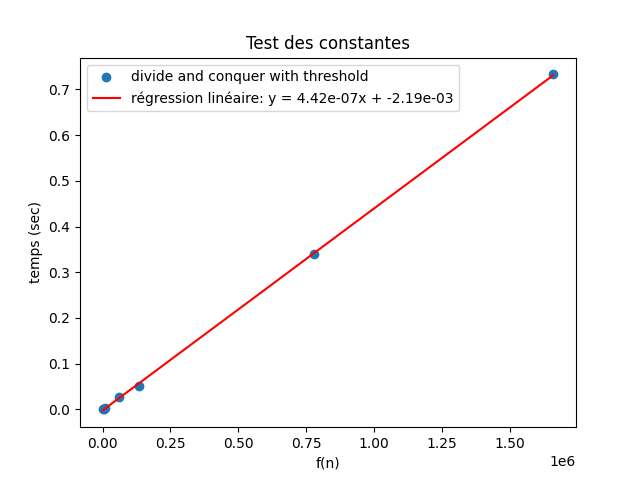 Test des constantes
divide and conquer with threshold
régression linéaire: y = 4.42e-07x + -2.19e-03
temps (sec)
0.7
0.6
0.5
0.4
0.3
0.2
0.1
0.0
0.00 0.25 0.50 0.75 1.00 1.25 1.50
1e6
f(n)